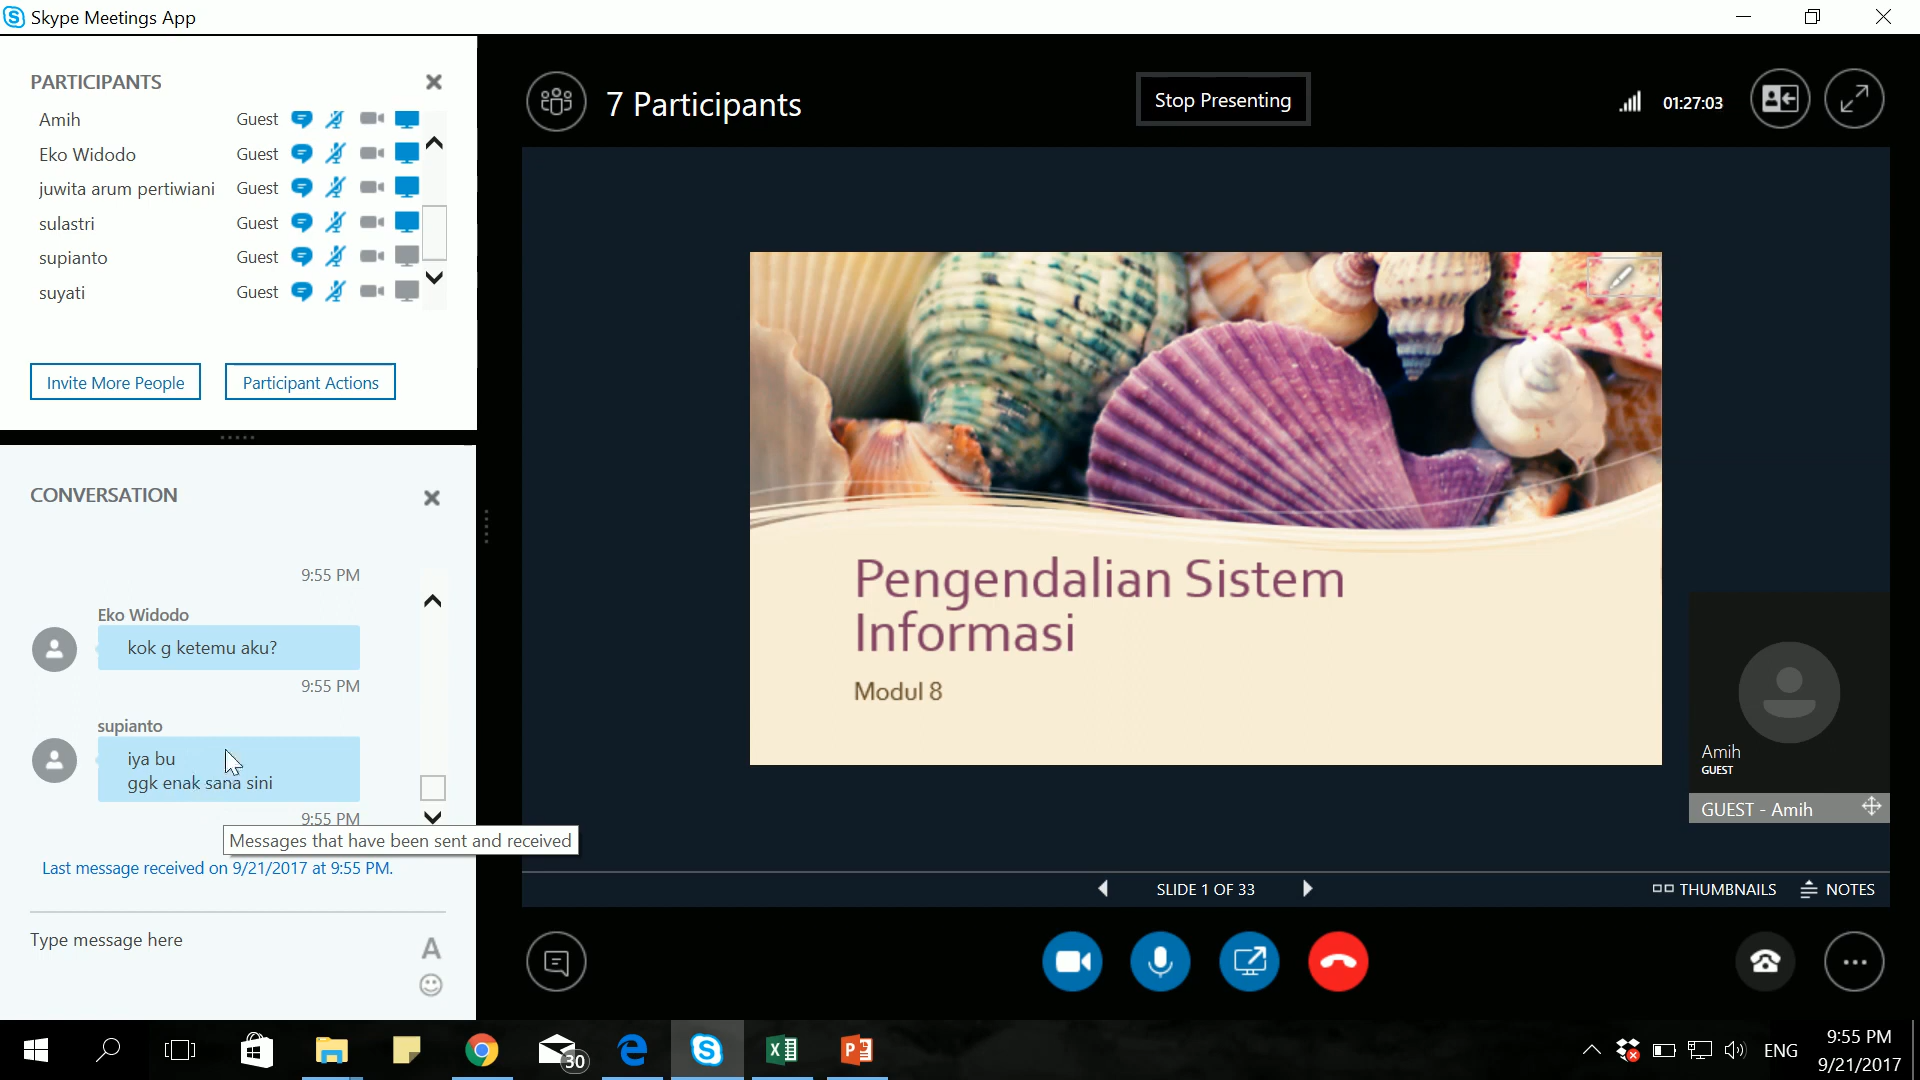 Skype Meetings App
PARTICIPANTS
Amih Guest
Eko Widodo Guest
juwita arum pertiwiani Guest
sulastri Guest
supianto Guest
suyati Guest
Invite More People
Participant Actions
CONVERSATION
9:55 PM
Eko Widodo
kok g ketemu aku?
9:55 PM
supianto
iya bu
ggk enak sana sini
9:55 PM
Messages that have been sent and received
Last message received on 9/21/2017 at 9:55 PM.
Type message here
A
7 Participants
Stop Presenting
01:27:03
Pengendalian Sistem
Informasi
Modul 8
Amih
GUEST
GUEST - Amih
SLIDE 1 OF 33
THUMBNAILS
NOTES
30
ENG
9:55 PM
9/21/2017